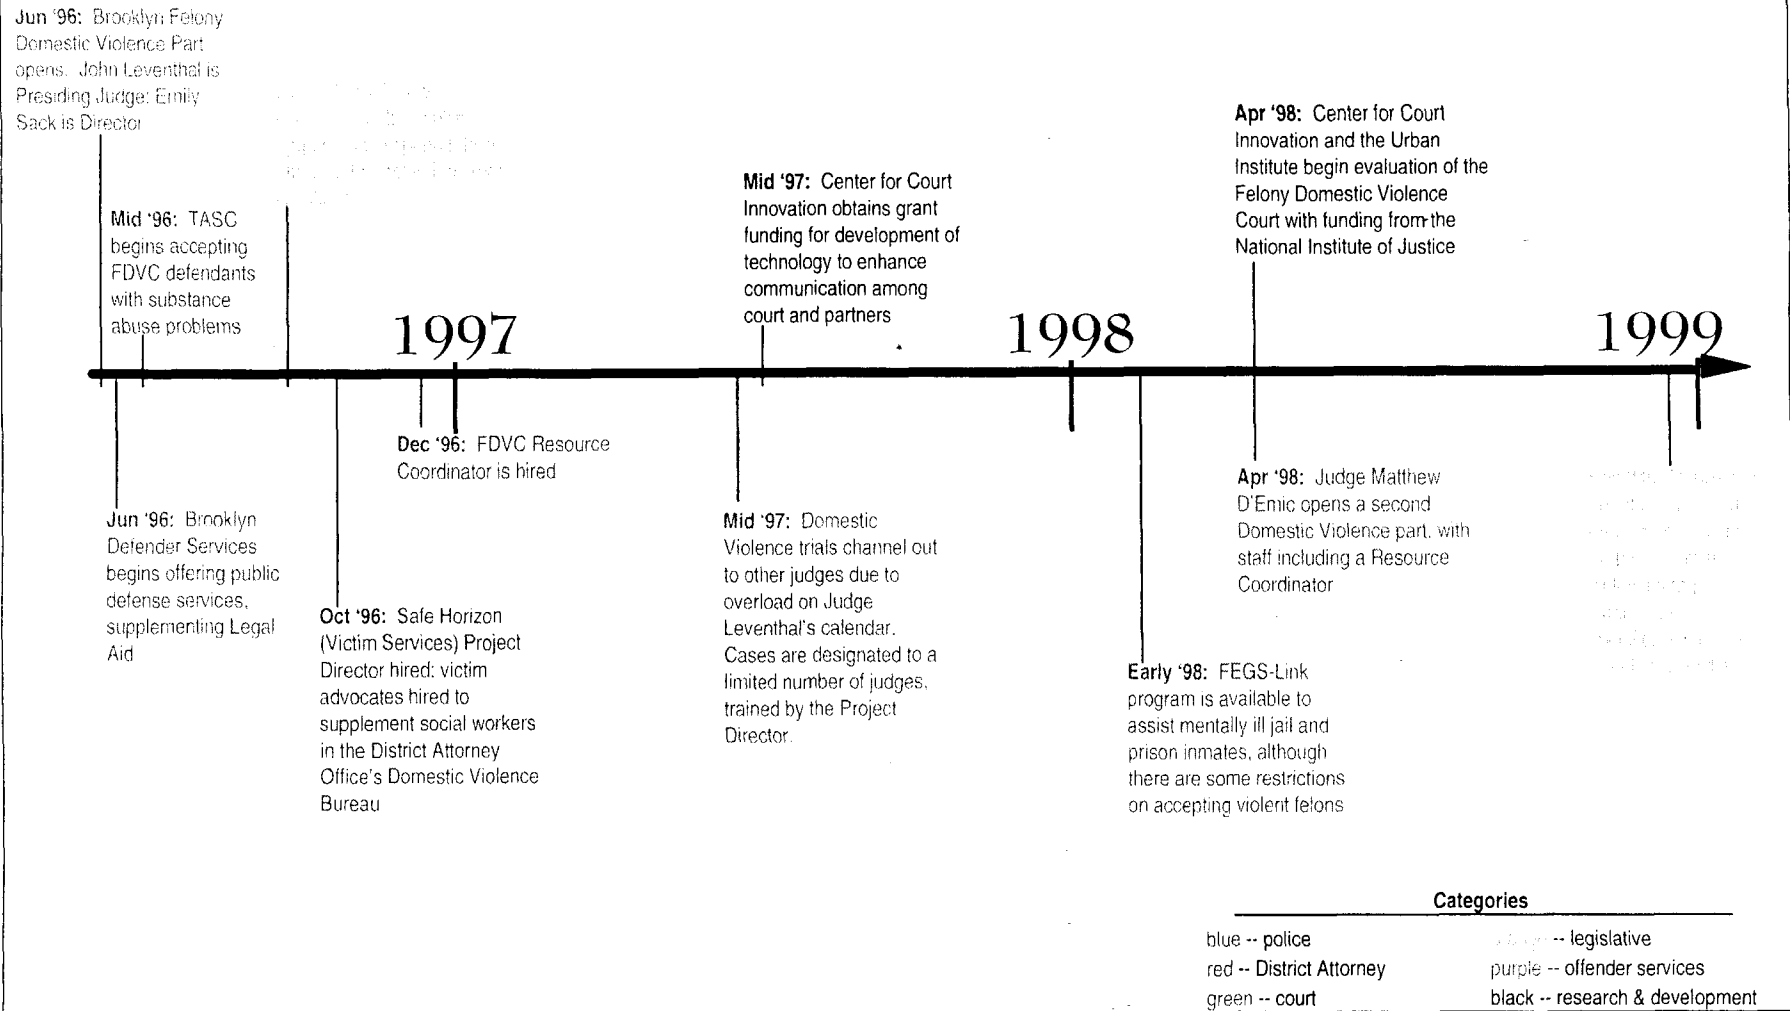 Jun '96: Brooklyn Felony
Domestic Violence Part
opens. John Leventhal is
Presiding Judge; Emily
Sack is Director
Mid '96: TASC
begins accepting
FDVC defendants
with substance
abuse problems
Mid '97: Center for Court
Innovation obtains grant
funding for development of
technology to enhance
communication among
court and partners
Apr '98: Center for Court
Innovation and the Urban
Institute begin evaluation of the
Felony Domestic Violence
Court with funding from the
National Institute of Justice
1997
1998
1999
Jun '96: Brooklyn
Defender Services
begins offering public
defense services,
supplementing Legal
Aid
Oct '96: Safe Horizon
(Victim Services) Project
Director hired; victim
advocates hired to
supplement social workers
in the District Attorney
Office's Domestic Violence
Bureau
Dec '96: FDVC Resource
Coordinator is hired
Mid '97: Domestic
Violence trials channel out
to other judges due to
overload on Judge
Leventhal's calendar.
Cases are designated to a
limited number of judges,
trained by the Project
Director.
Early '98: FEGS-Link
program is available to
assist mentally ill jail and
prison inmates, although
there are some restrictions
on accepting violent felons
Apr '98: Judge Matthew
D'Emic opens a second
Domestic Violence part, with
staff including a Resource
Coordinator
Categories
blue -- police
red -- District Attorney
green -- court
-- legislative
purple -- offender services
black -- research & development